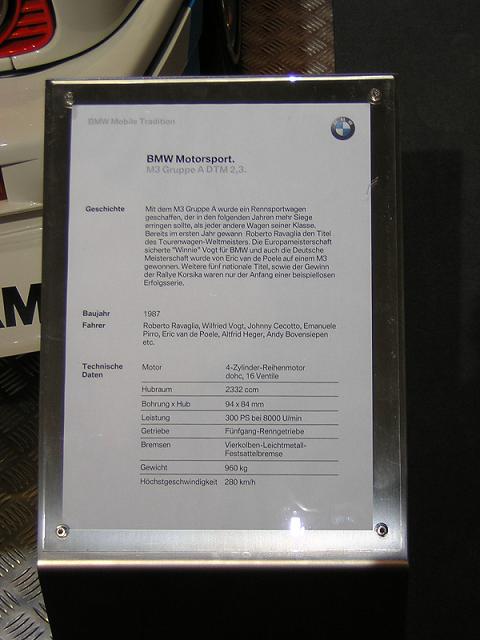 BMW Mobile Tradition
BMW Motorsport.
M3 Gruppe A DTM 2,3.
Geschichte
Mit dem M3 Gruppe A wurde ein Rennsportwagen
geschaffen, der in den folgenden Jahren mehr Siege
erringen sollte, als jeder andere Wagen seiner Klasse.
Bereits im ersten Jahr gewann Roberto Ravaglia den Titel
des Tourenwagen-Weltmeisters. Die Europameisterschaft
sicherte "Winnie" Vogt für BMW und auch die Deutsche
Meisterschaft wurde von Eric van de Poele auf einem M3
gewonnen. Weitere fünf nationale Titel, sowie der Gewinn
der Rallye Korsika waren nur der Anfang einer beispiellosen
Erfolgsserie.
Baujahr 1987
Fahrer Roberto Ravaglia, Wilfried Vogt, Johnny Cecotto, Emanuele
Pirro, Eric van de Poele, Altfrid Heger, Andy Bovensiepen
etc.
Technische Motor 4-Zylinder-Reihenmotor
Daten dohc, 16 Ventile
Hubraum 2332 ccm
Bohrung x Hub 94 x 84 mm
Leistung 300 PS bei 8000 U/min
Getriebe Fünfgang-Renngetriebe
Bremsen Vierkolben-Leichtmetall-
Festsattelbremse
Gewicht 960 kg
Höchstgeschwindigkeit 280 km/h
M